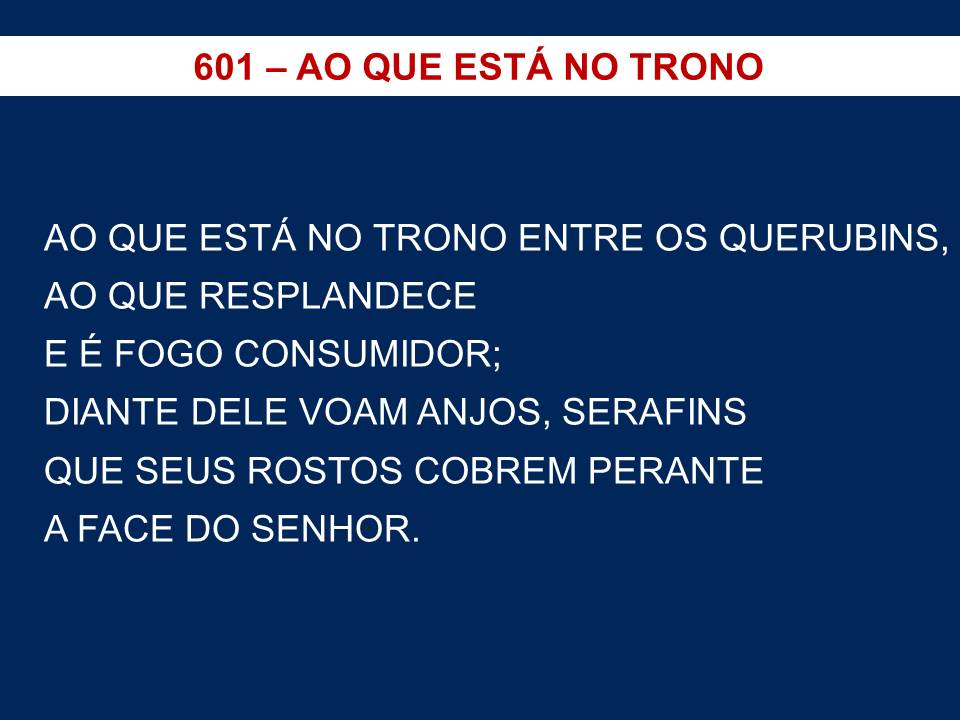 601 – AO QUE ESTÁ NO TRONO
AO QUE ESTÁ NO TRONO ENTRE OS QUERUBINS,
AO QUE RESPLANDECE
E É FOGO CONSUMIDOR;
DIANTE DELE VOAM ANJOS, SERAFINS
QUE SEUS ROSTOS COBREM PERANTE
A FACE DO SENHOR.